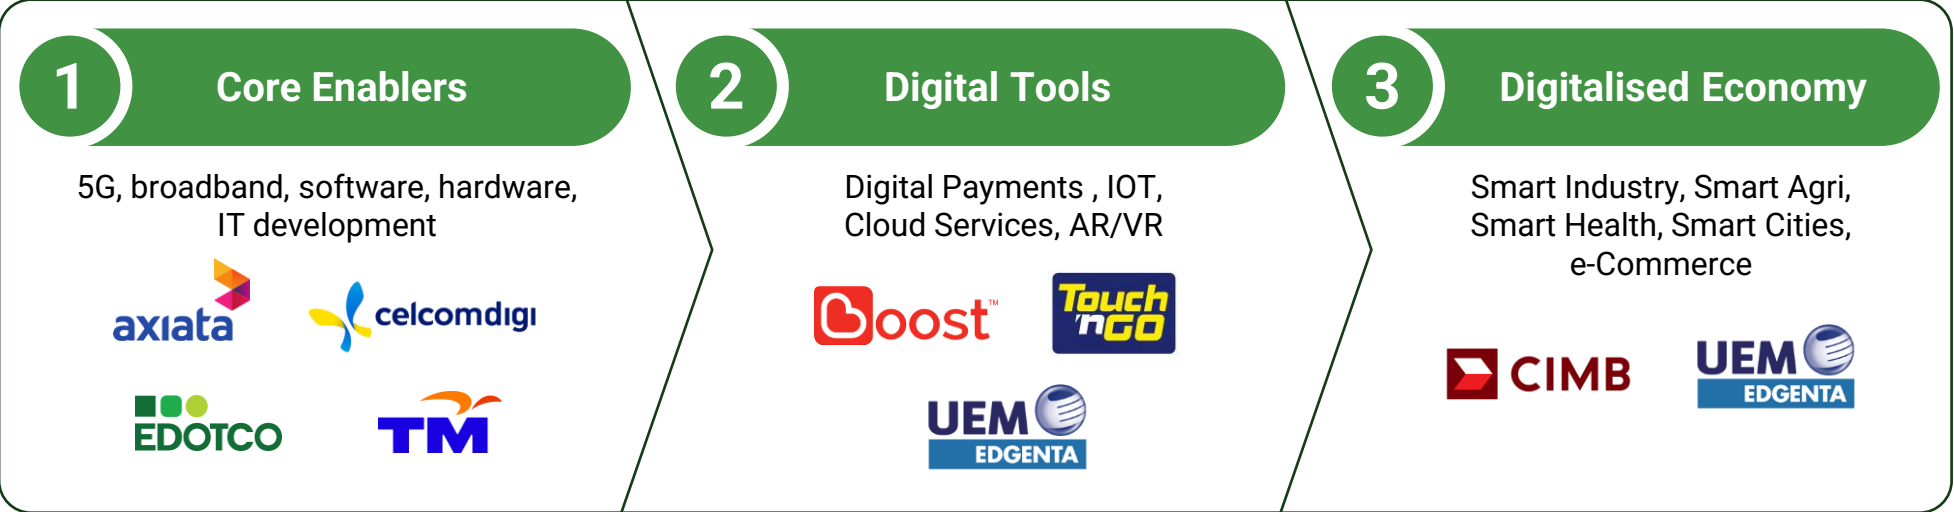 1
Core Enablers
5G, broadband, software, hardware,
IT development
axiata
celcomdigi
EDOTCO
TM
2
Digital Tools
Digital Payments , IOT,
Cloud Services, AR/VR
Boost™
Touch
'nGO
UEM
EDGENTA
3
Digitalised Economy
Smart Industry, Smart Agri,
Smart Health, Smart Cities,
e-Commerce
CIMB
UEM
EDGENTA